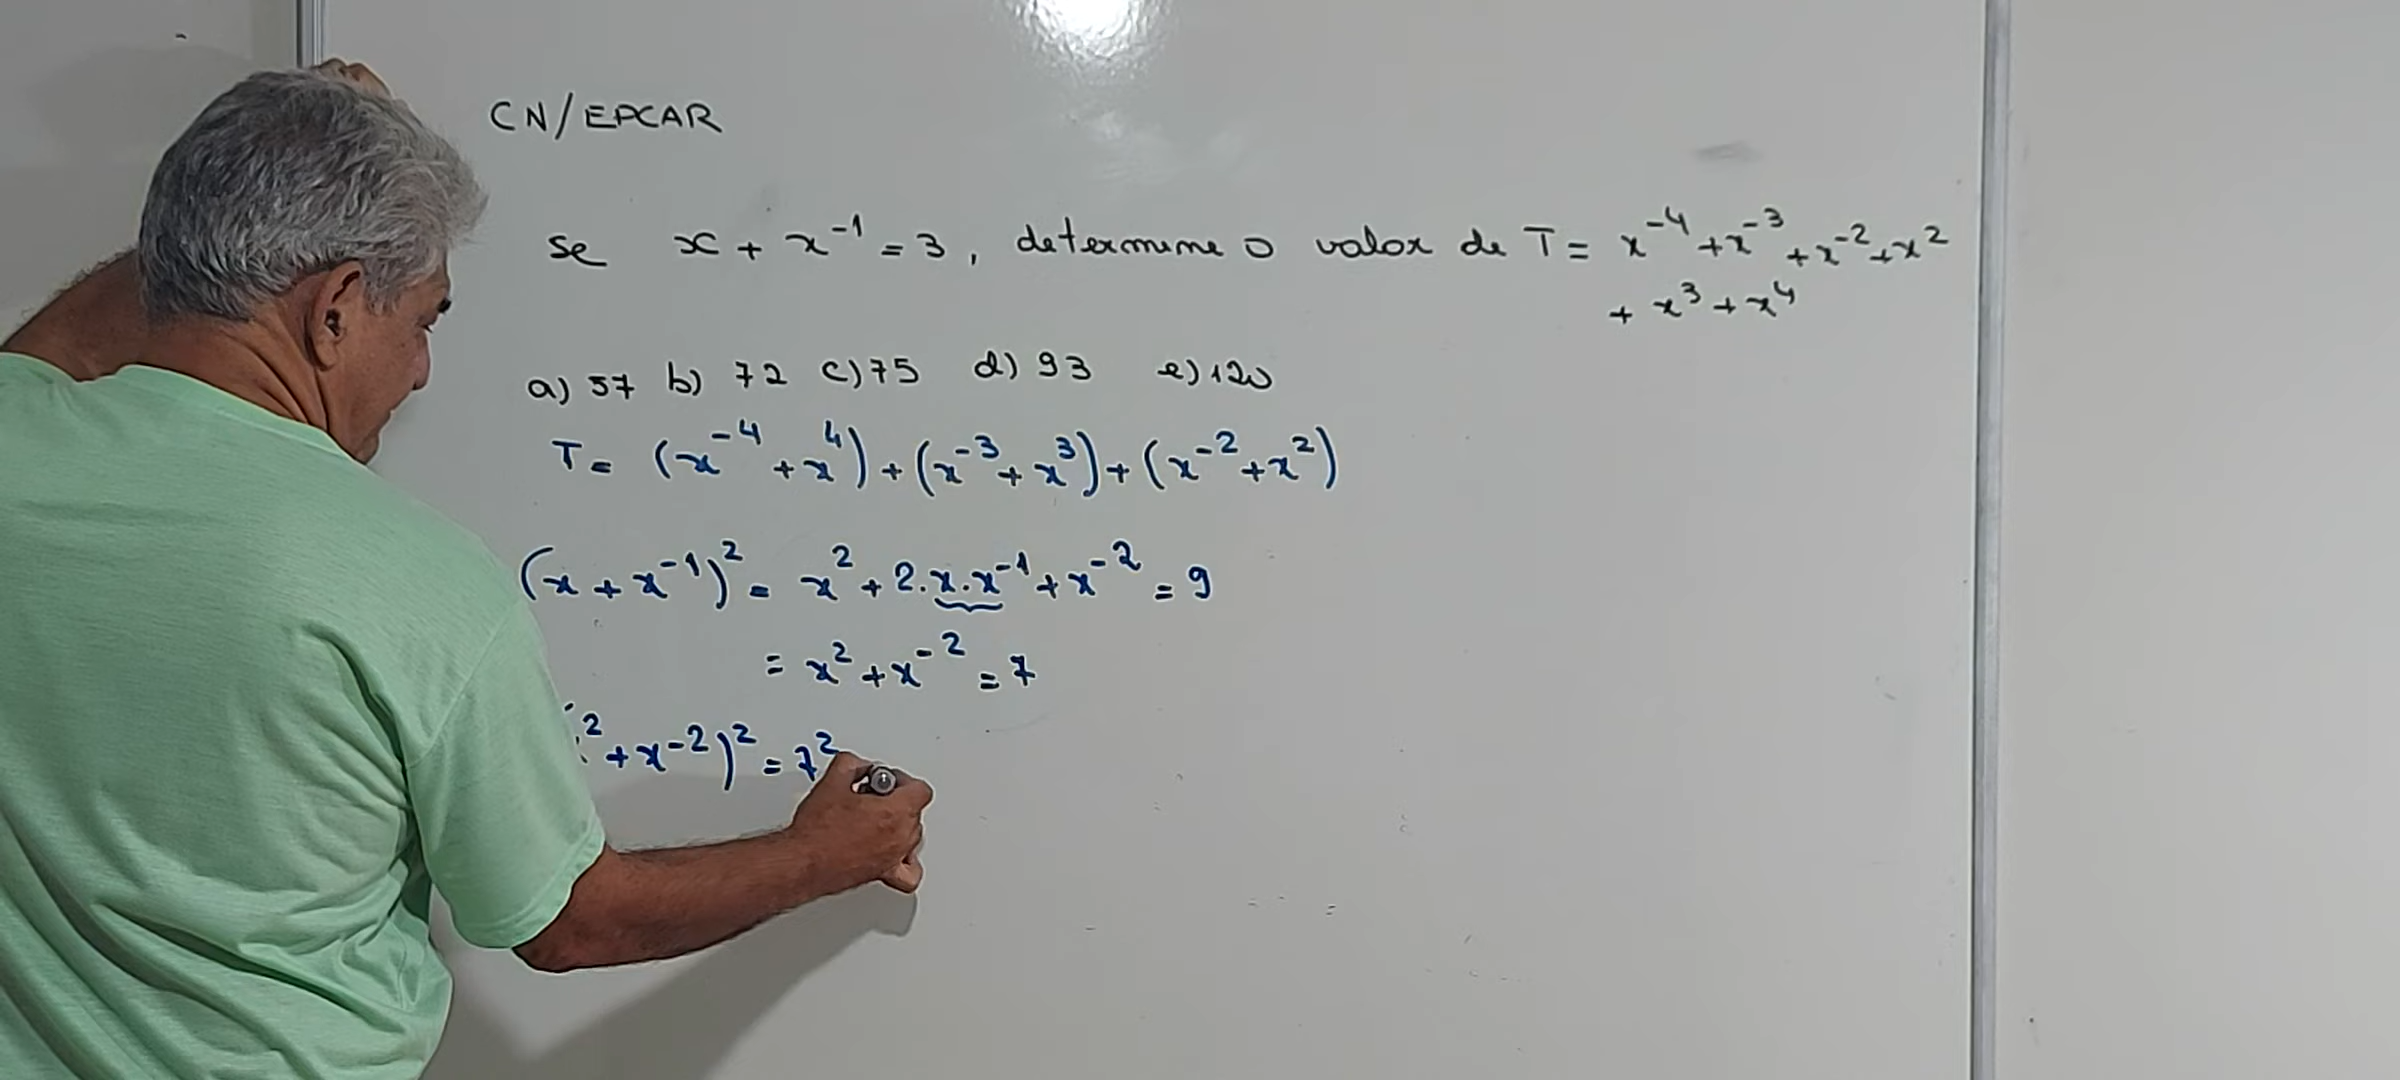 CN/EPCAR
Se x + x⁻¹ = 3, determine o valor de T = x⁻⁴ + x⁻³ + x⁻² + x²
+ x³ + x⁴
a) 57 b) 72 c) 75 d) 93 e) 120
T = (x⁻⁴ + x⁴) + (x⁻³ + x³) + (x⁻² + x²)
(x + x⁻¹)² = x² + 2.x.x⁻¹ + x⁻² = 9
= x² + x⁻² = 7
² + x⁻²)² = 7²